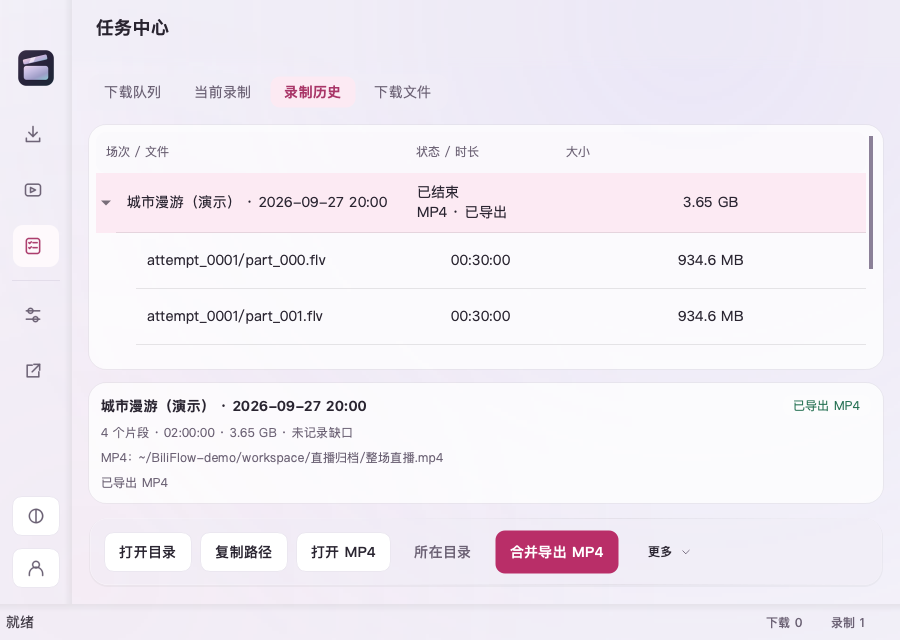 任务中心
下载队列 当前录制 录制历史 下载文件
场次 / 文件 状态 / 时长 大小
城市漫游（演示） · 2026-09-27 20:00 已结束 3.65 GB
MP4 · 已导出
attempt_0001/part_000.flv 00:30:00 934.6 MB
attempt_0001/part_001.flv 00:30:00 934.6 MB
城市漫游（演示） · 2026-09-27 20:00 已导出 MP4
4 个片段 · 02:00:00 · 3.65 GB · 未记录缺口
MP4：~/BiliFlow-demo/workspace/直播归档/整场直播.mp4
已导出 MP4
打开目录 复制路径 打开 MP4 所在目录 合并导出 MP4 更多
就绪 下载 0 录制 1